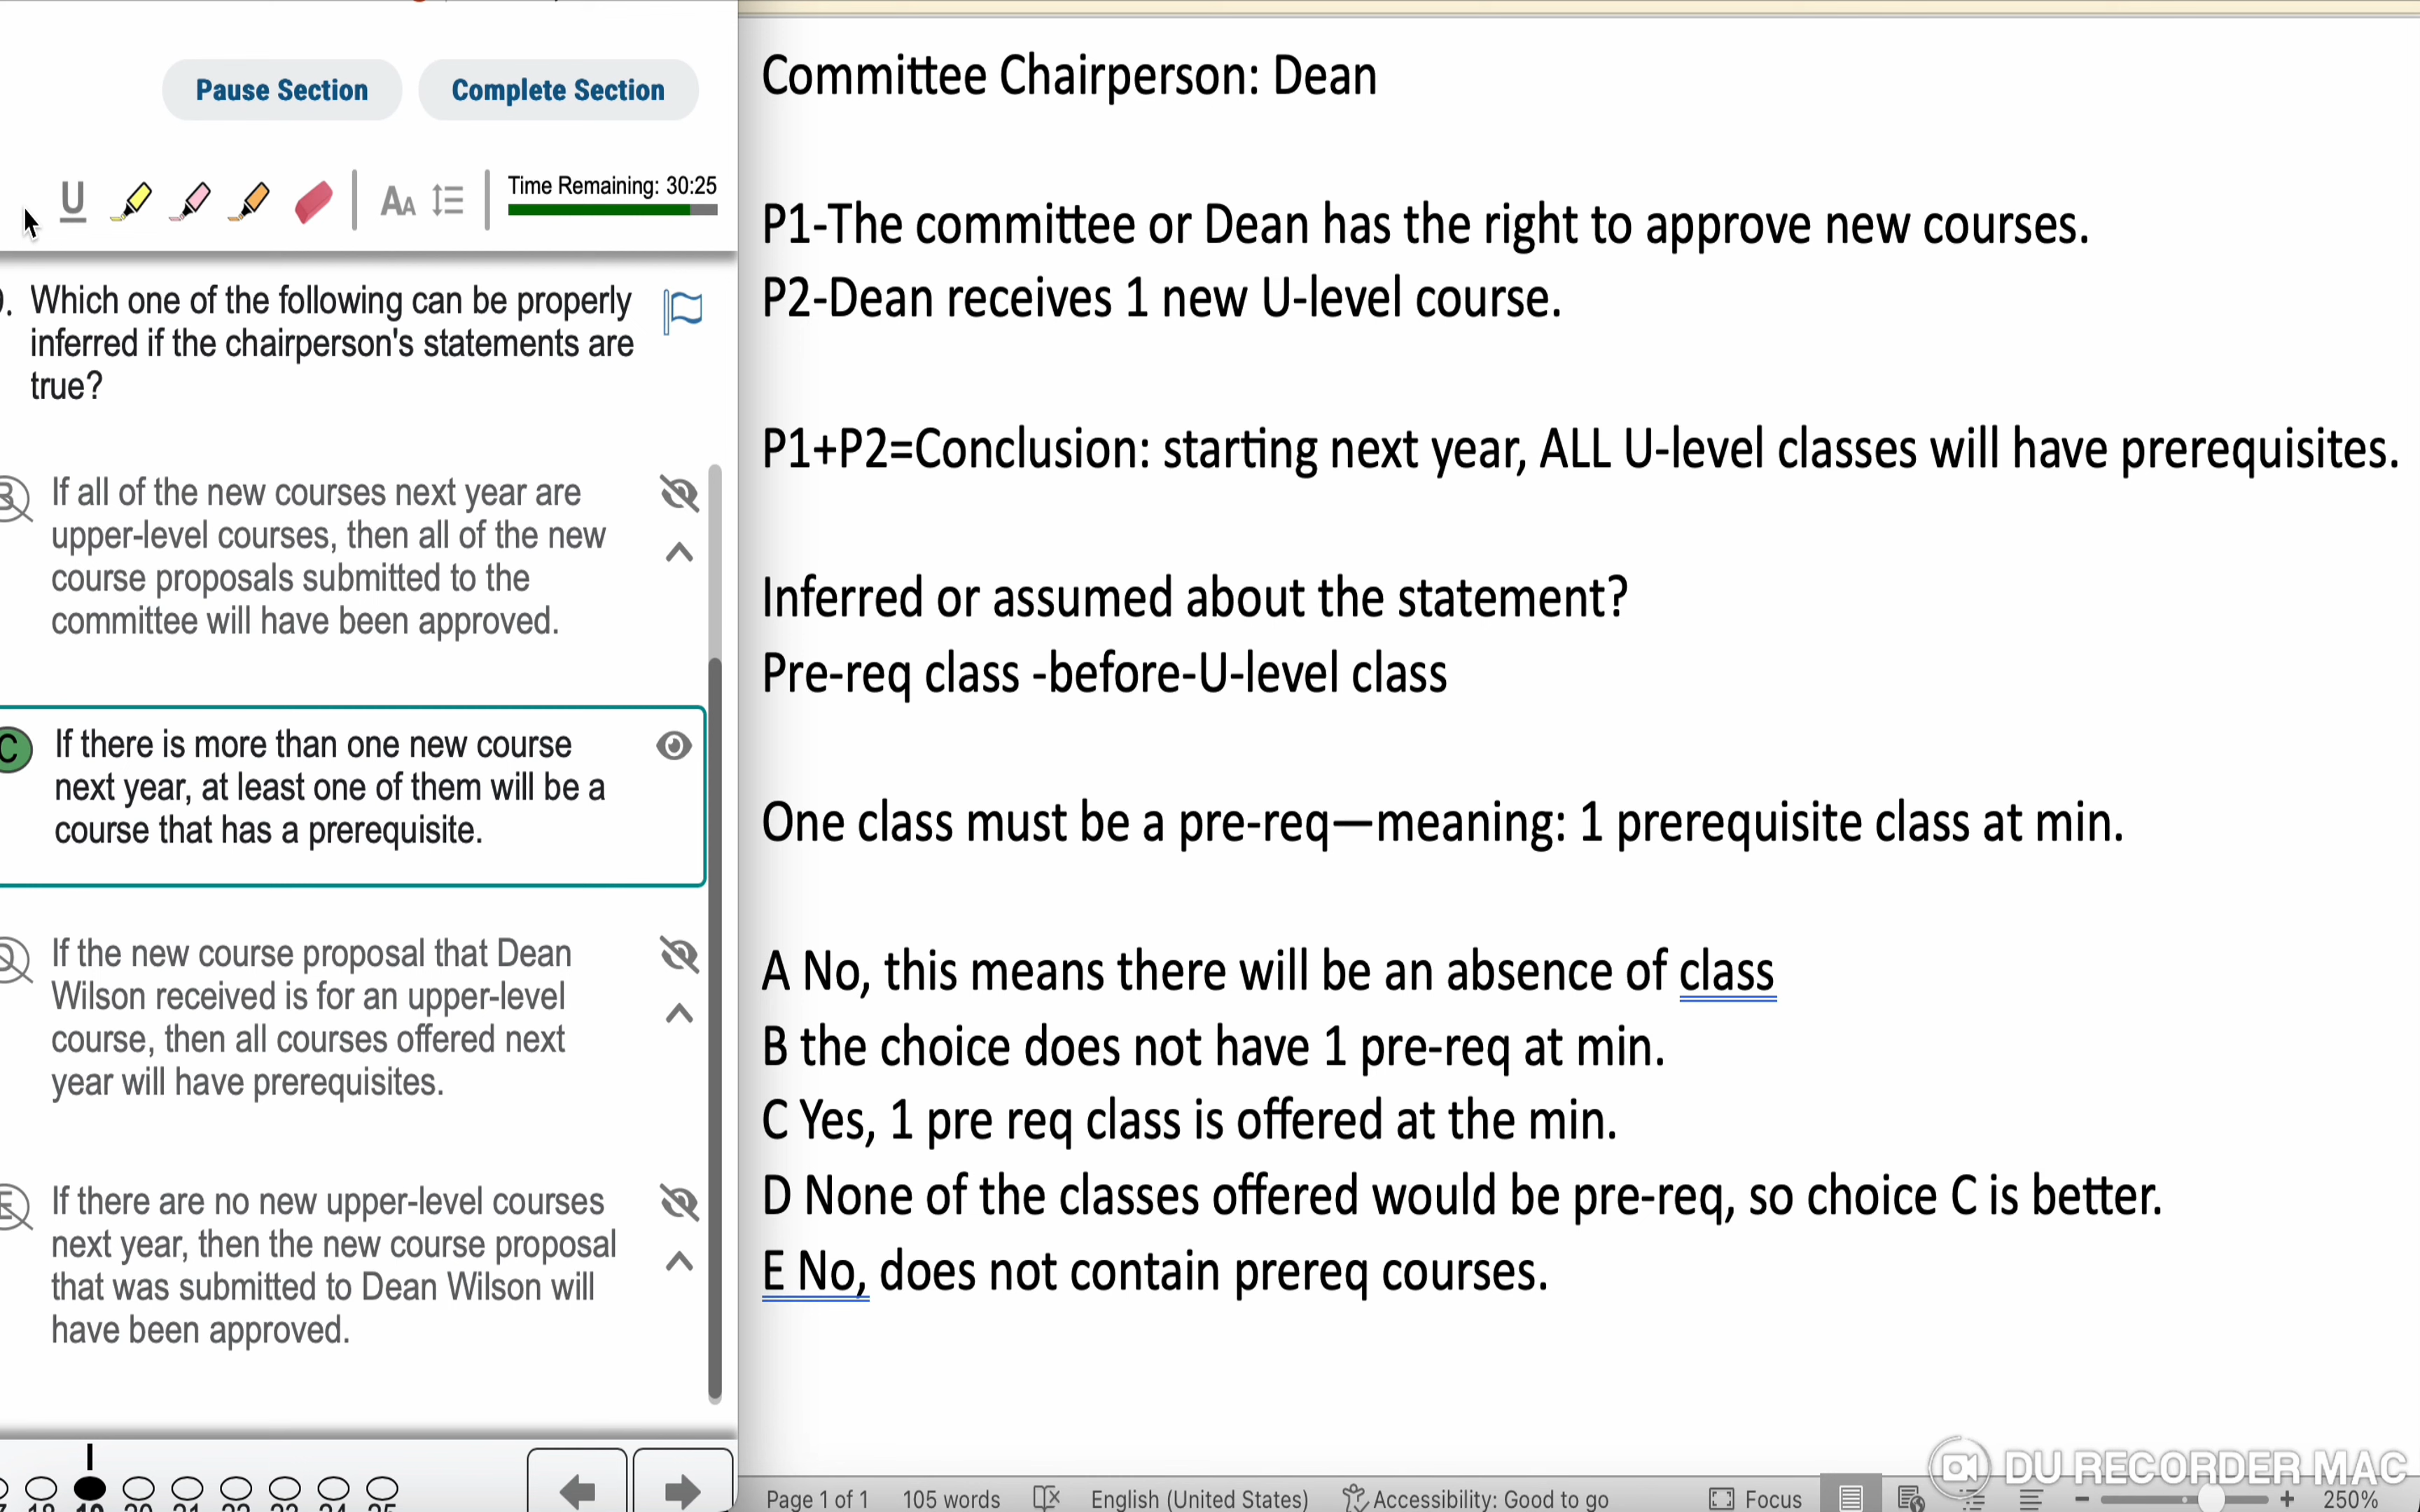 Pause Section
Complete Section
U
AA
Time Remaining: 30:25
Which one of the following can be properly
inferred if the chairperson's statements are
true?
B
If all of the new courses next year are
upper-level courses, then all of the new
course proposals submitted to the
committee will have been approved.
C
If there is more than one new course
next year, at least one of them will be a
course that has a prerequisite.
D
If the new course proposal that Dean
Wilson received is for an upper-level
course, then all courses offered next
year will have prerequisites.
E
If there are no new upper-level courses
next year, then the new course proposal
that was submitted to Dean Wilson will
have been approved.
18 19 20 21 22 23 24 25
Committee Chairperson: Dean
P1-The committee or Dean has the right to approve new courses.
P2-Dean receives 1 new U-level course.
P1+P2=Conclusion: starting next year, ALL U-level classes will have prerequisites.
Inferred or assumed about the statement?
Pre-req class -before-U-level class
One class must be a pre-req—meaning: 1 prerequisite class at min.
A No, this means there will be an absence of class
B the choice does not have 1 pre-req at min.
C Yes, 1 pre req class is offered at the min.
D None of the classes offered would be pre-req, so choice C is better.
E No, does not contain prereq courses.
DU RECORDER MAC
Page 1 of 1 105 words English (United States) Accessibility: Good to go Focus 250%